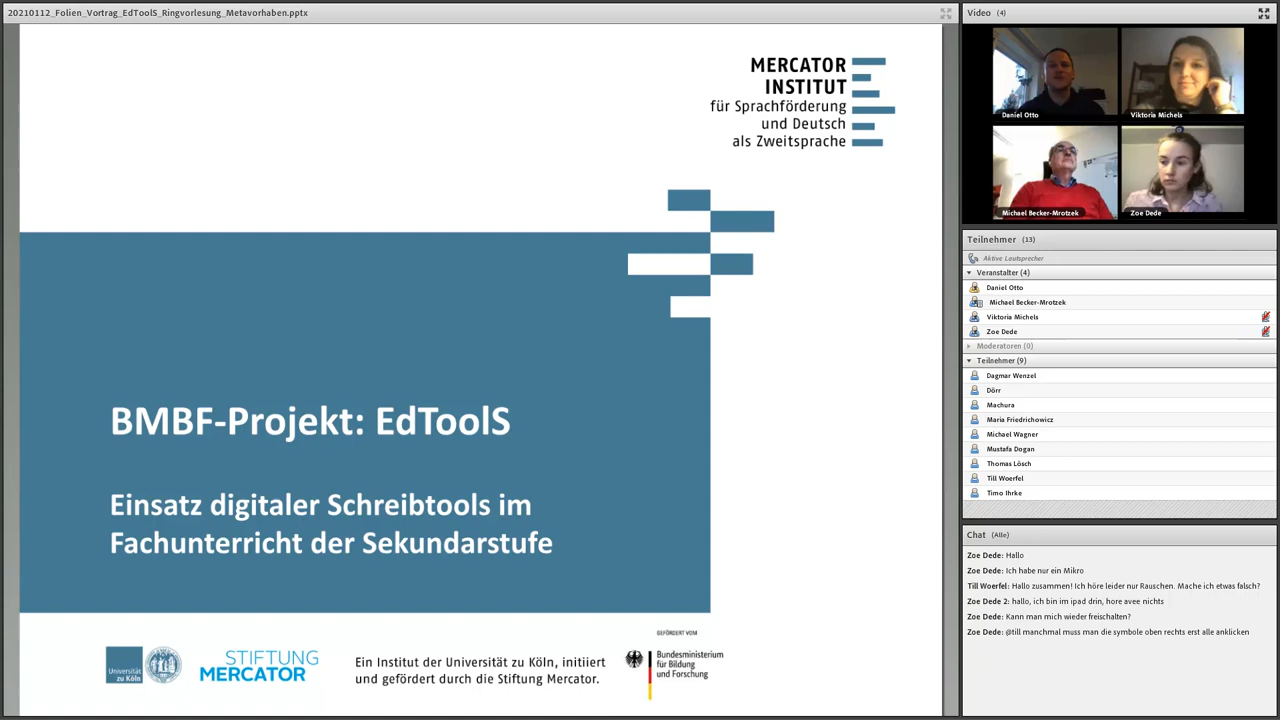 20210112_Folien_Vortrag_EdToolS_Ringvorlesung_Metavorhaben.pptx
MERCATOR
INSTITUT
für Sprachförderung
und Deutsch
als Zweitsprache
BMBF-Projekt: EdToolS
Einsatz digitaler Schreibtools im
Fachunterricht der Sekundarstufe
Universität
zu Köln
STIFTUNG
MERCATOR
Ein Institut der Universität zu Köln, initiiert
und gefördert durch die Stiftung Mercator.
GEFÖRDERT VOM
Bundesministerium
für Bildung
und Forschung
Video (4)
Daniel Otto
Viktoria Michels
Michael Becker-Mrotzek
Zoe Dede
Teilnehmer (13)
Aktive Lautsprecher
Veranstalter (4)
Daniel Otto
Michael Becker-Mrotzek
Viktoria Michels
Zoe Dede
Moderatoren (0)
Teilnehmer (9)
Dagmar Wenzel
Dörr
Machura
Maria Friedrichowicz
Michael Wagner
Mustafa Dogan
Thomas Lösch
Till Woerfel
Timo Ihrke
Chat (Alle)
Zoe Dede: Hallo
Zoe Dede: Ich habe nur ein Mikro
Till Woerfel: Hallo zusammen! Ich höre leider nur Rauschen. Mache ich etwas falsch?
Zoe Dede 2: hallo, ich bin im ipad drin, hore avee nichts
Zoe Dede: Kann man mich wieder freischalten?
Zoe Dede: @till manchmal muss man die symbole oben rechts erst alle anklicken